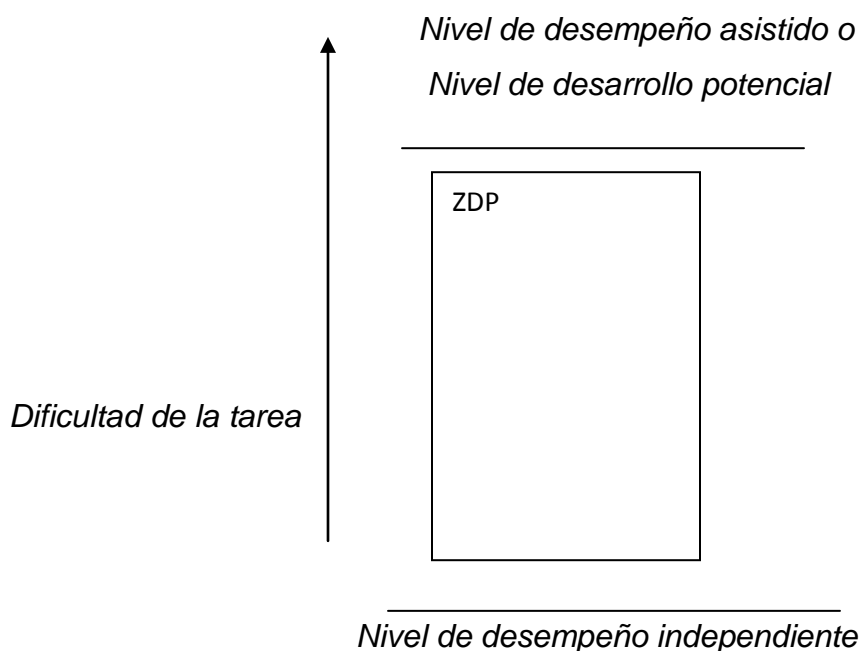 Nivel de desempeño asistido o
Nivel de desarrollo potencial
ZDP
Dificultad de la tarea
Nivel de desempeño independiente